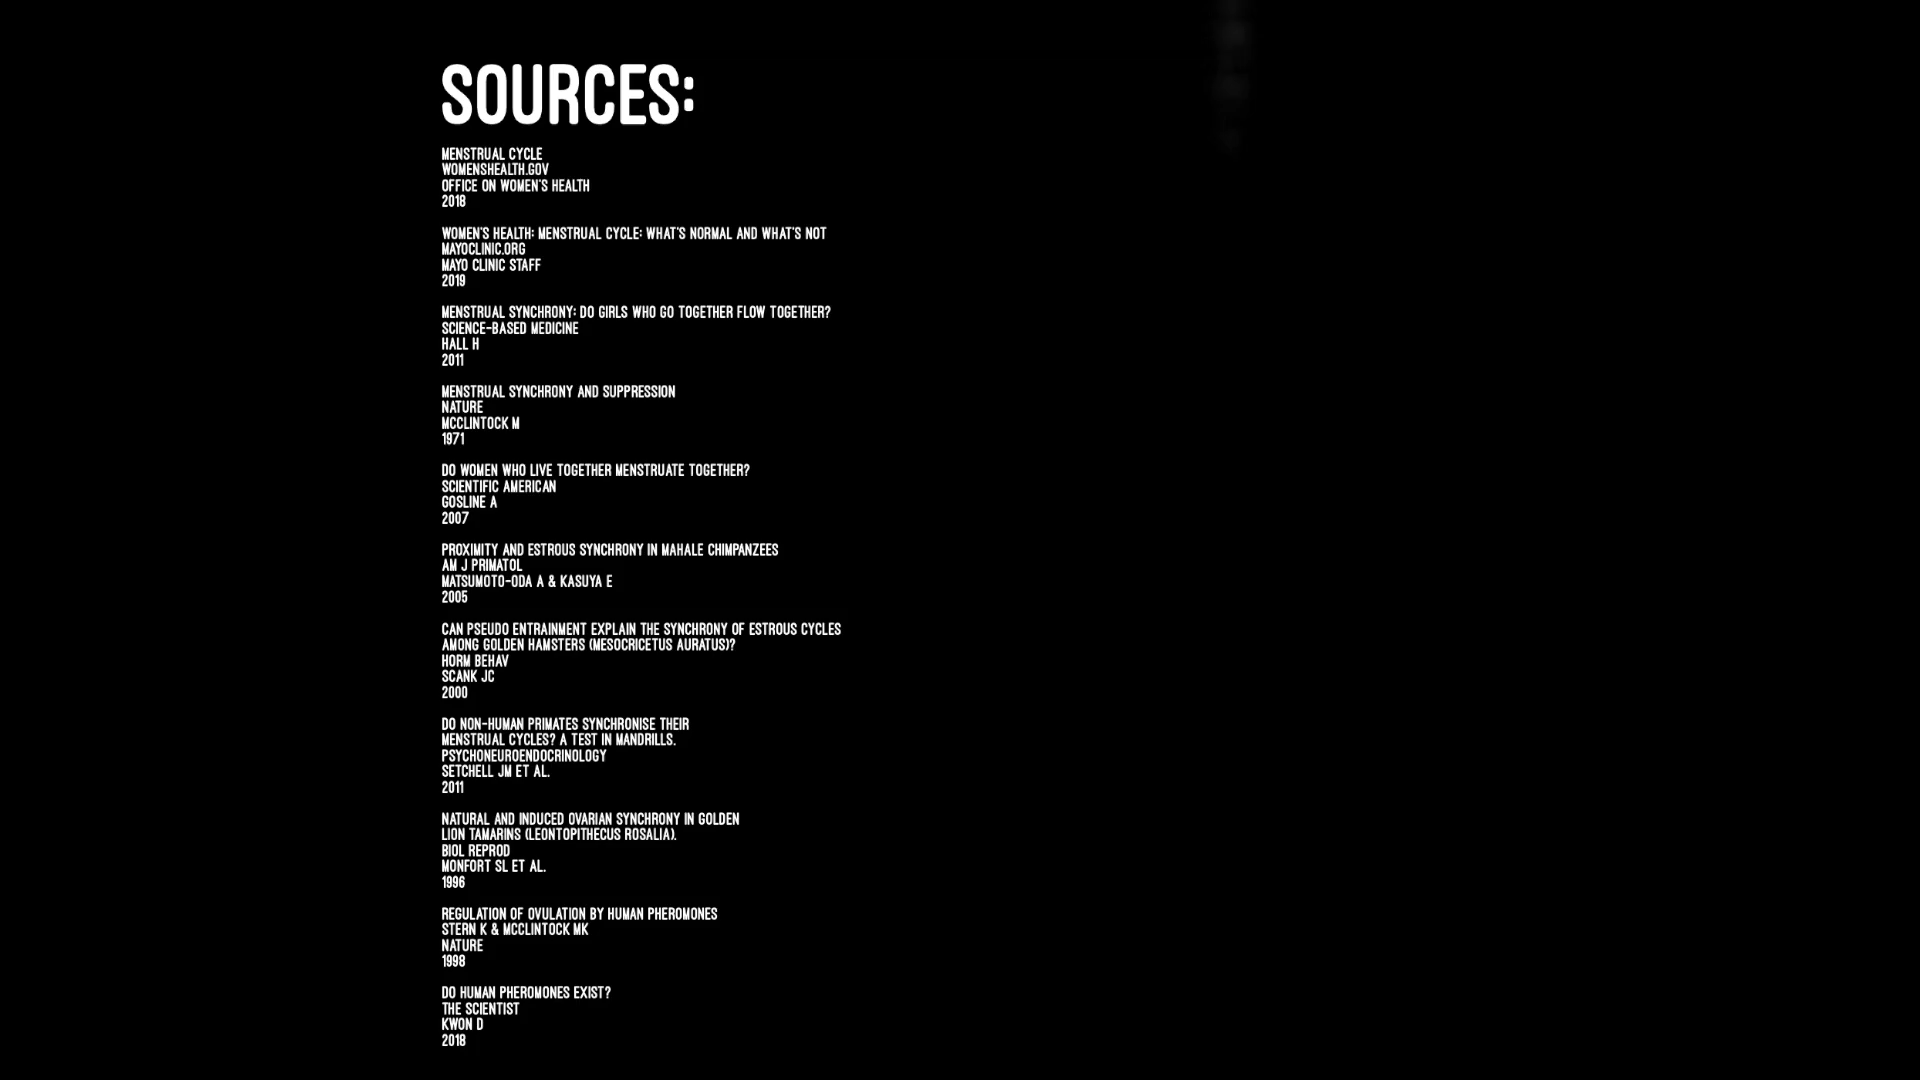 SOURCES:
MENSTRUAL CYCLE
WOMENSHEALTH.GOV
OFFICE ON WOMEN'S HEALTH
2018
WOMEN'S HEALTH: MENSTRUAL CYCLE: WHAT'S NORMAL AND WHAT'S NOT
MAYOCLINIC.ORG
MAYO CLINIC STAFF
2019
MENSTRUAL SYNCHRONY: DO GIRLS WHO GO TOGETHER FLOW TOGETHER?
SCIENCE-BASED MEDICINE
HALL H
2011
MENSTRUAL SYNCHRONY AND SUPPRESSION
NATURE
MCCLINTOCK M
1971
DO WOMEN WHO LIVE TOGETHER MENSTRUATE TOGETHER?
SCIENTIFIC AMERICAN
GOSLINE A
2007
PROXIMITY AND ESTROUS SYNCHRONY IN MAHALE CHIMPANZEES
AM J PRIMATOL
MATSUMOTO-ODA A & KASUYA E
2005
CAN PSEUDO ENTRAINMENT EXPLAIN THE SYNCHRONY OF ESTROUS CYCLES
AMONG GOLDEN HAMSTERS (MESOCRICETUS AURATUS)?
HORM BEHAV
SCANK JC
2000
DO NON-HUMAN PRIMATES SYNCHRONISE THEIR
MENSTRUAL CYCLES? A TEST IN MANDRILLS.
PSYCHONEUROENDOCRINOLOGY
SETCHELL JM ET AL.
2011
NATURAL AND INDUCED OVARIAN SYNCHRONY IN GOLDEN
LION TAMARINS (LEONTOPITHECUS ROSALIA).
BIOL REPROD
MONFORT SL ET AL.
1996
REGULATION OF OVULATION BY HUMAN PHEROMONES
STERN K & MCCLINTOCK MK
NATURE
1998
DO HUMAN PHEROMONES EXIST?
THE SCIENTIST
KWON D
2018